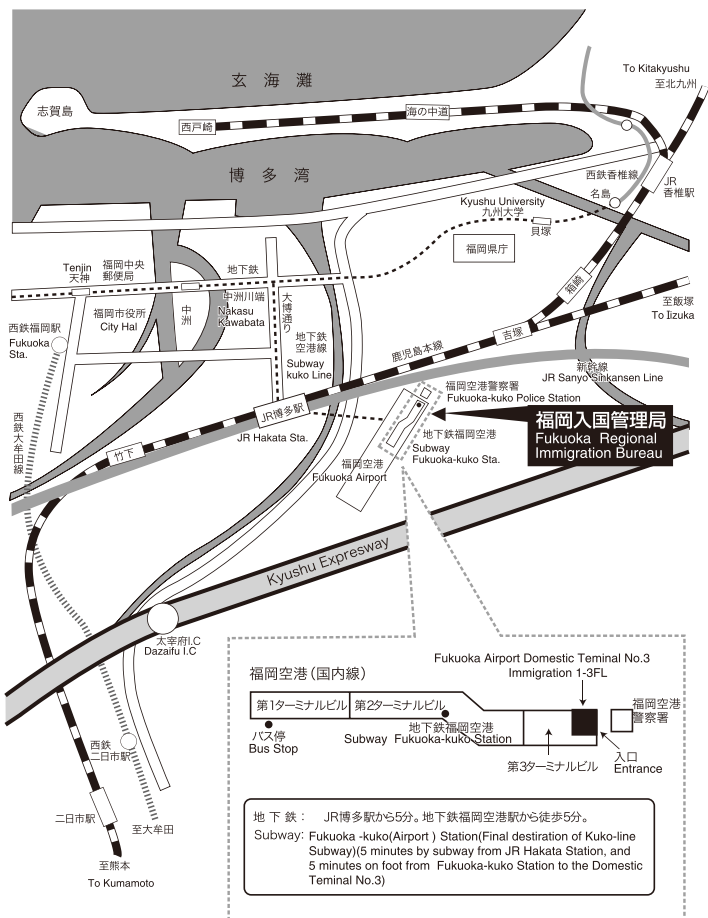 玄 海 灘
To Kitakyushu
至北九州
志賀島
海の中道
西戸崎
博 多 湾
西鉄香椎線
JR
香椎駅
名島
Kyushu University
九州大学
貝塚
福岡県庁
Tenjin
天神
福岡中央
郵便局
地下鉄
箱崎
中洲川端
Nakasu
Kawabata
大博通り
福岡市役所
City Hal
中洲
至飯塚
To Iizuka
西鉄福岡駅
Fukuoka
Sta.
地下鉄
空港線
Subway
kuko Line
鹿児島本線
吉塚
新幹線
JR Sanyo Sinkansen Line
福岡空港警察署
Fukuoka-kuko Police Station
JR博多駅
JR Hakata Sta.
福岡入国管理局
Fukuoka Regional
Immigration Bureau
地下鉄福岡空港
Subway
Fukuoka-kuko Sta.
西鉄大牟田線
竹下
福岡空港
Fukuoka Airport
Kyushu Expresway
太宰府I.C
Dazaifu I.C
Fukuoka Airport Domestic Teminal No.3
Immigration 1-3FL
福岡空港(国内線)
第1ターミナルビル
第2ターミナルビル
福岡空港
警察署
バス停
Bus Stop
地下鉄福岡空港
Subway Fukuoka-kuko Station
第3ターミナルビル
入口
Entrance
西鉄
二日市駅
二日市駅
至大牟田
至熊本
To Kumamoto
地 下 鉄 : JR博多駅から5分。地下鉄福岡空港駅から徒歩5分。
Subway: Fukuoka -kuko(Airport ) Station(Final destiration of Kuko-line
Subway)(5 minutes by subway from JR Hakata Station, and
5 minutes on foot from Fukuoka-kuko Station to the Domestic
Teminal No.3)